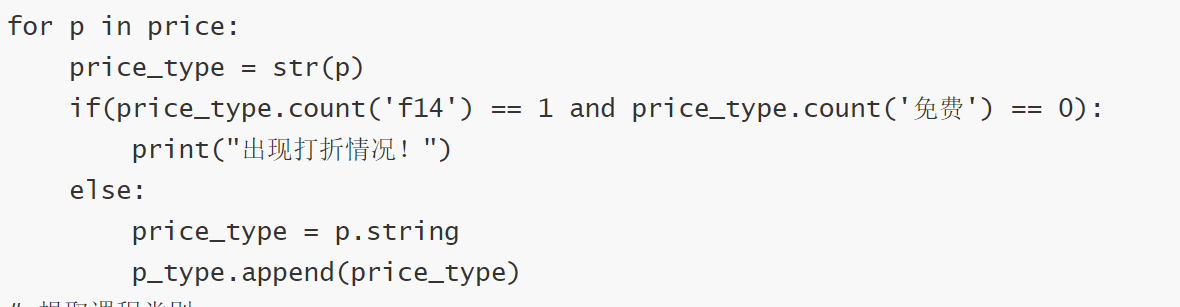 for p in price:
    price_type = str(p)
    if(price_type.count('f14') == 1 and price_type.count('免费') == 0):
        print("出现打折情况！")
    else:
        price_type = p.string
        p_type.append(price_type)